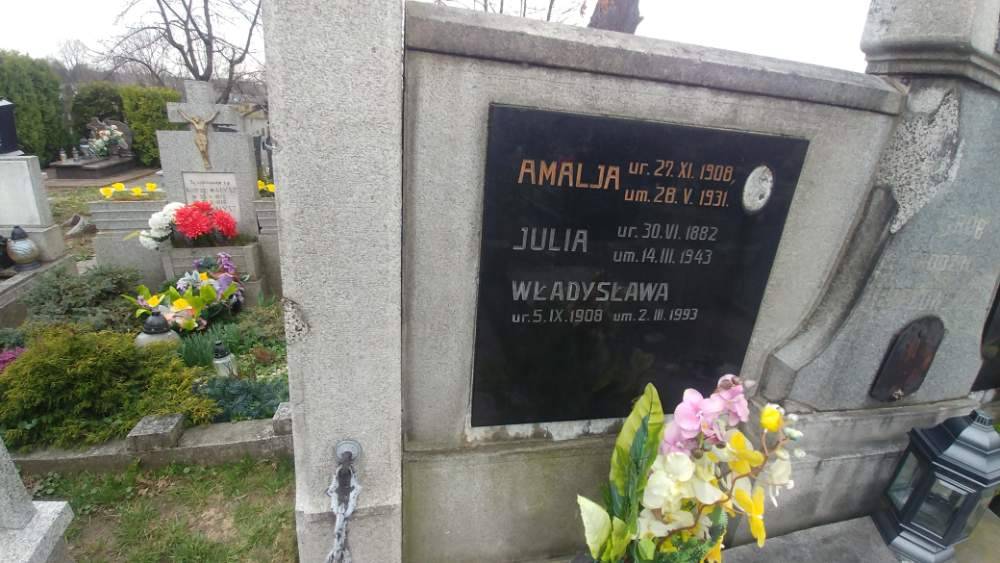 AMALJA ur. 27. XI. 1908,
um. 28. V. 1931.
JULIA ur. 30. VI. 1882
um. 14. III. 1943
WŁADYSŁAWA
ur. 5. IX. 1908 um. 2. III. 1993